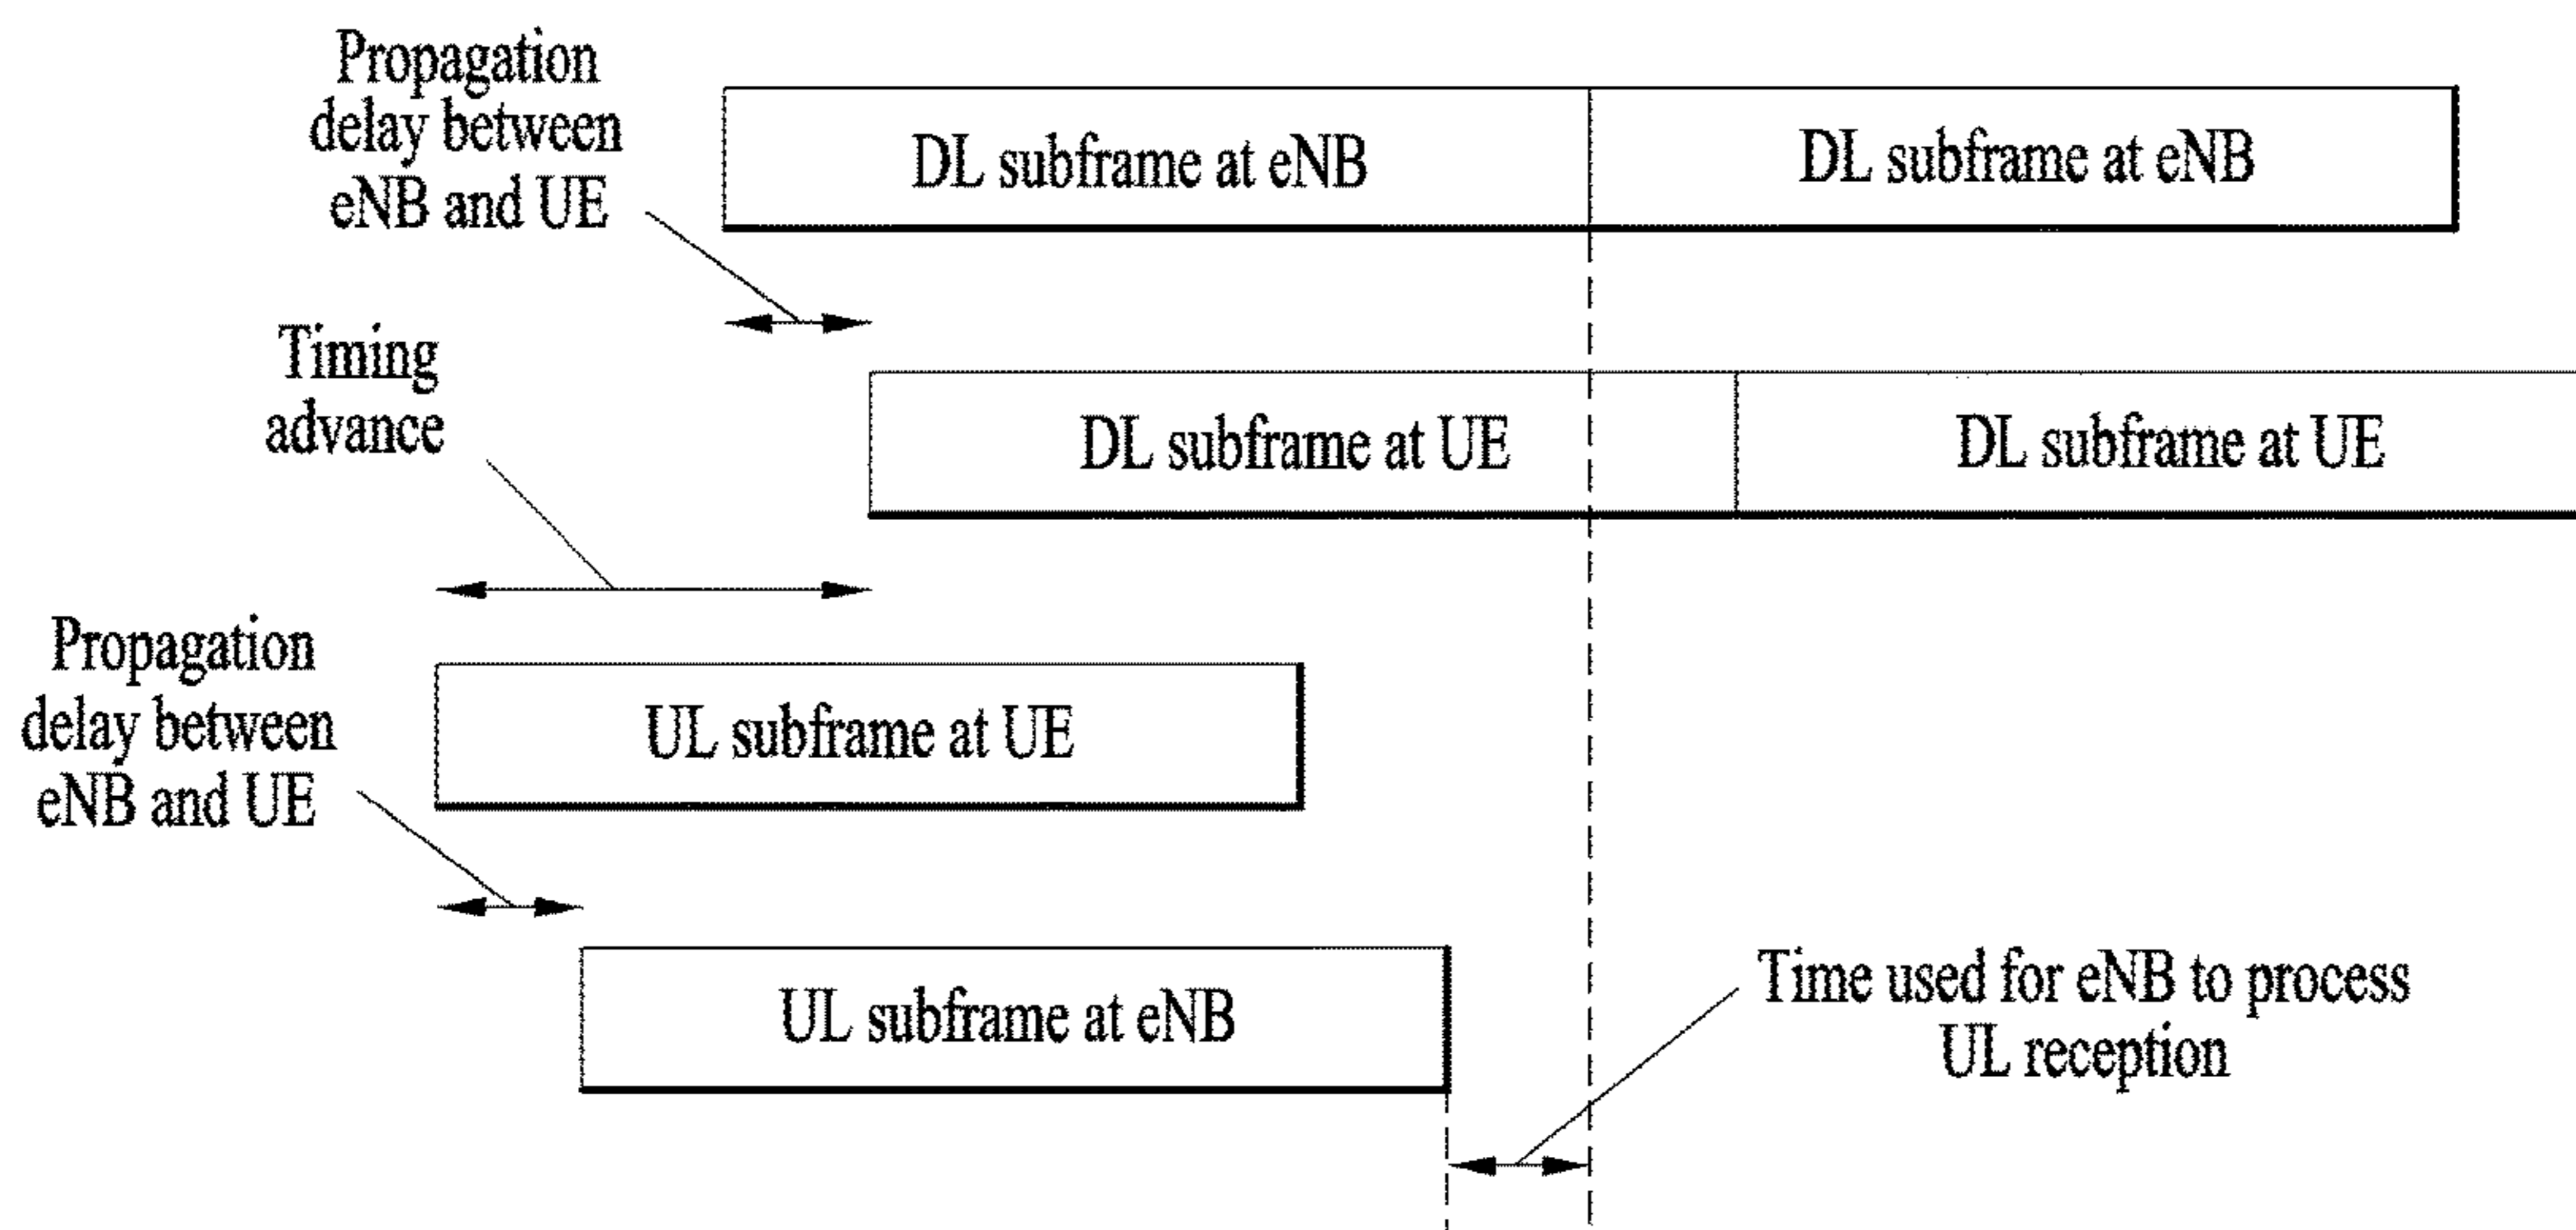 Propagation
delay between
eNB and UE
DL subframe at eNB
DL subframe at eNB
Timing
advance
DL subframe at UE
DL subframe at UE
Propagation
delay between
eNB and UE
UL subframe at UE
UL subframe at eNB
Time used for eNB to process
UL reception